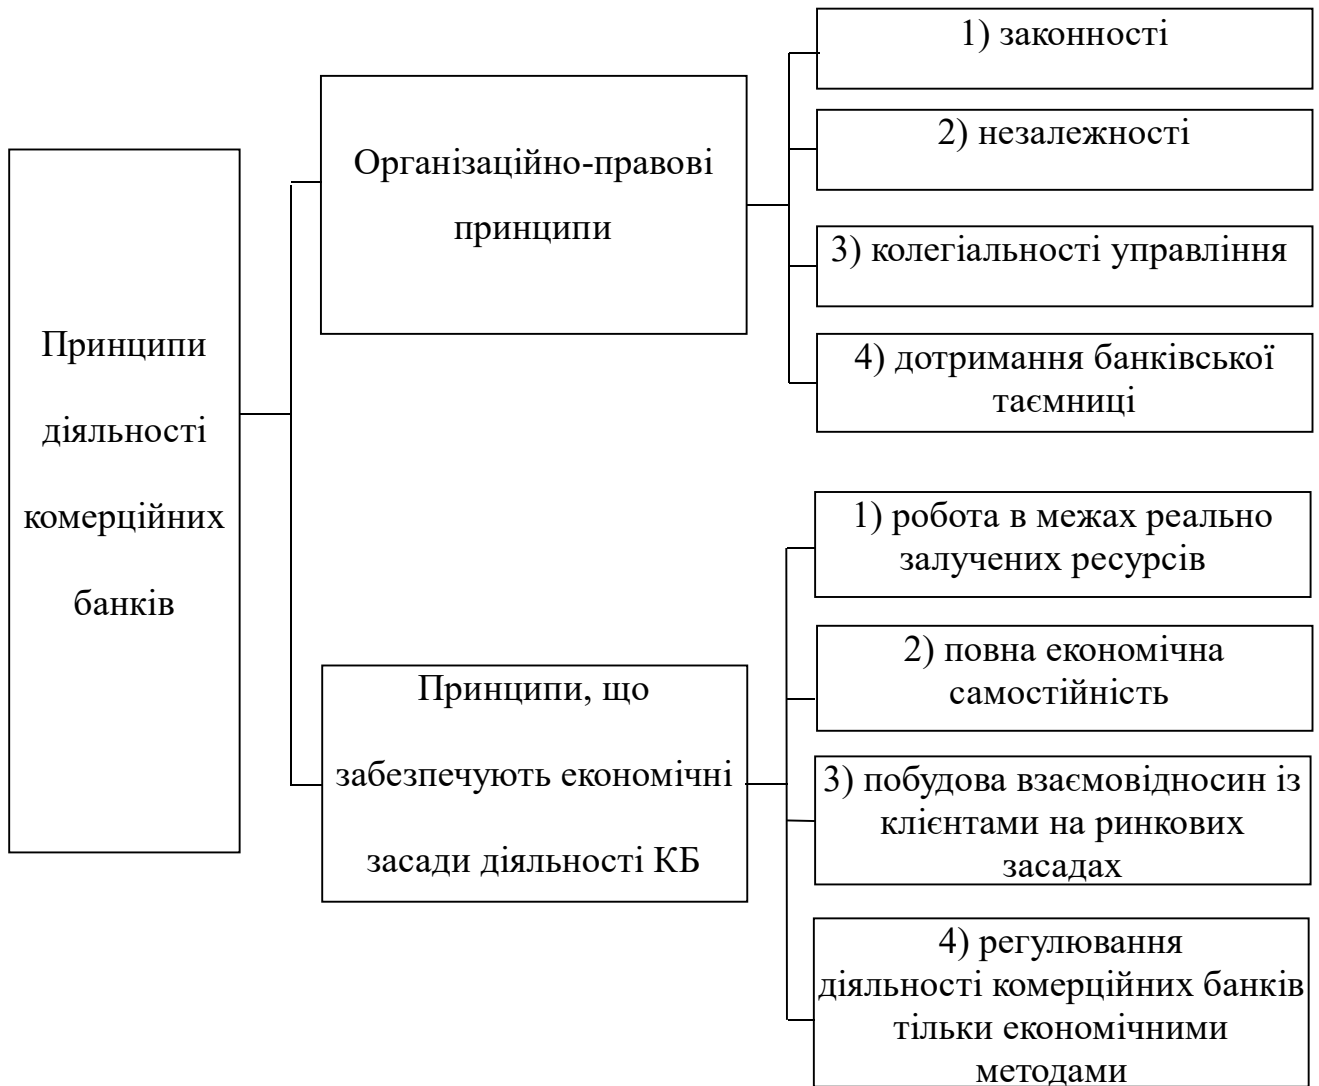 Принципи
діяльності
комерційних
банків
Організаційно-правові
принципи
1) законності
2) незалежності
3) колегіальності управління
4) дотримання банківської
таємниці
Принципи, що
забезпечують економічні
засади діяльності КБ
1) робота в межах реально
залучених ресурсів
2) повна економічна
самостійність
3) побудова взаємовідносин із
клієнтами на ринкових
засадах
4) регулювання
діяльності комерційних банків
тільки економічними
методами